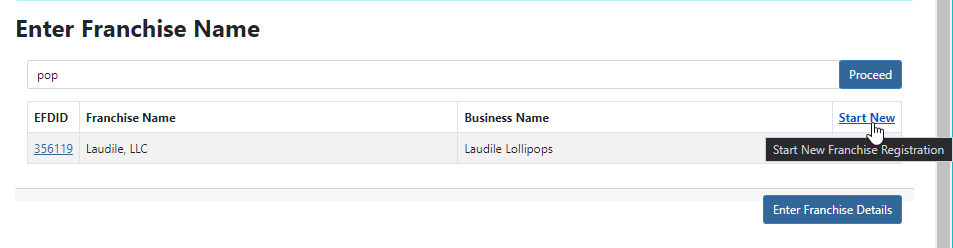 Enter Franchise Name
pop
Proceed
EFDID Franchise Name Business Name Start New
356119 Laudile, LLC Laudile Lollipops
Start New Franchise Registration
Enter Franchise Details